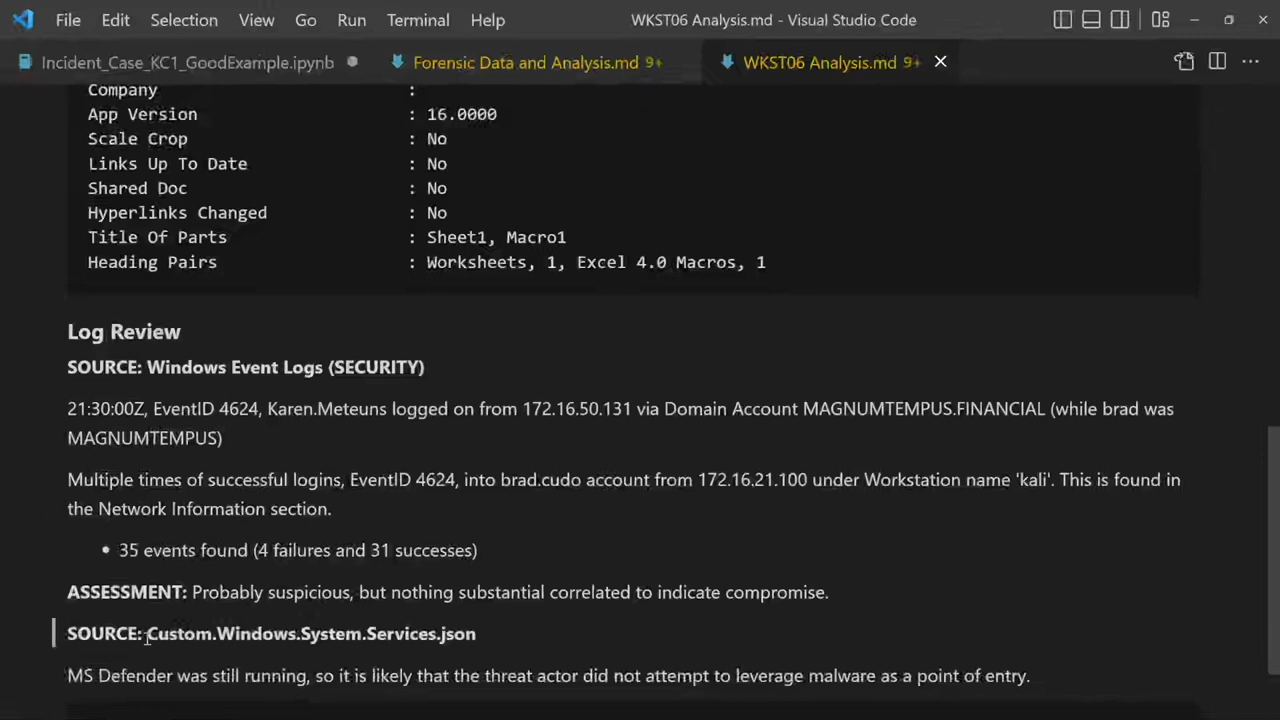 File Edit Selection View Go Run Terminal Help WKST06 Analysis.md - Visual Studio Code
Incident_Case_KC1_GoodExample.ipynb Forensic Data and Analysis.md 9+ WKST06 Analysis.md 9+
Company :
App Version : 16.0000
Scale Crop : No
Links Up To Date : No
Shared Doc : No
Hyperlinks Changed : No
Title Of Parts : Sheet1, Macro1
Heading Pairs : Worksheets, 1, Excel 4.0 Macros, 1
Log Review
SOURCE: Windows Event Logs (SECURITY)
21:30:00Z, EventID 4624, Karen.Meteuns logged on from 172.16.50.131 via Domain Account MAGNUMTEMPUS.FINANCIAL (while brad was
MAGNUMTEMPUS)
Multiple times of successful logins, EventID 4624, into brad.cudo account from 172.16.21.100 under Workstation name 'kali'. This is found in
the Network Information section.
• 35 events found (4 failures and 31 successes)
ASSESSMENT: Probably suspicious, but nothing substantial correlated to indicate compromise.
SOURCE: Custom.Windows.System.Services.json
MS Defender was still running, so it is likely that the threat actor did not attempt to leverage malware as a point of entry.